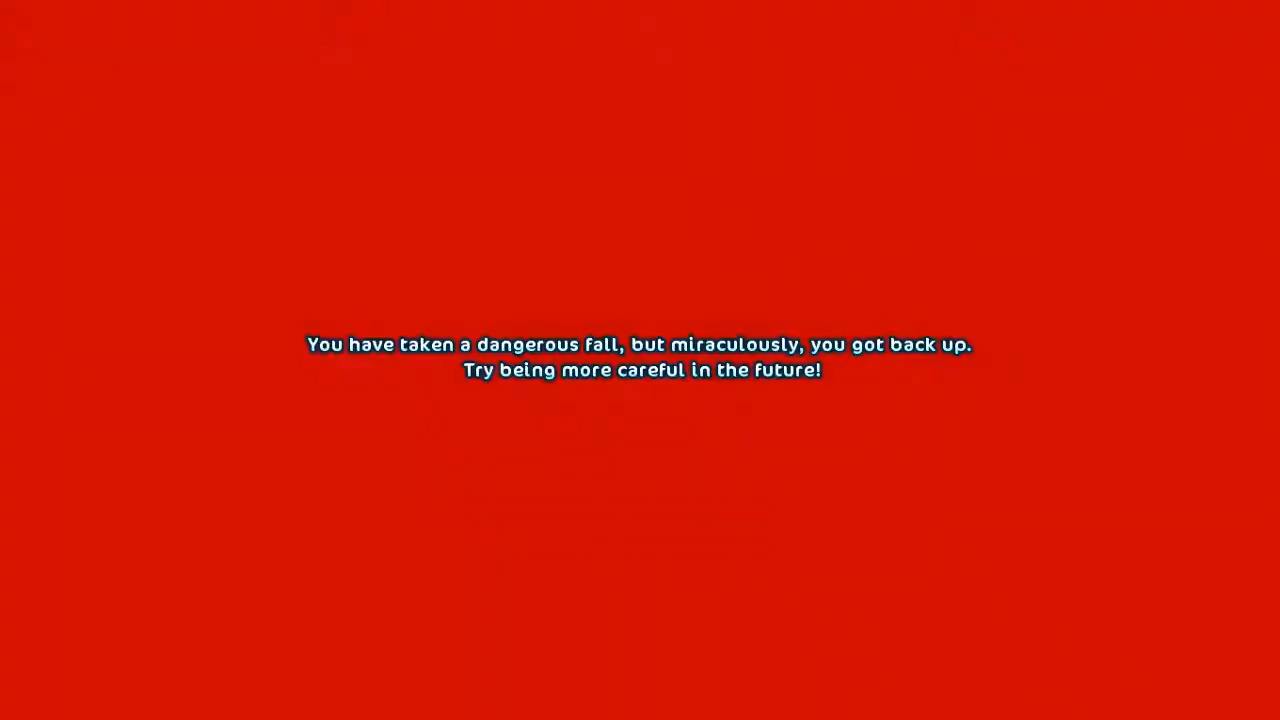 You have taken a dangerous fall, but miraculously, you got back up.
Try being more careful in the future!